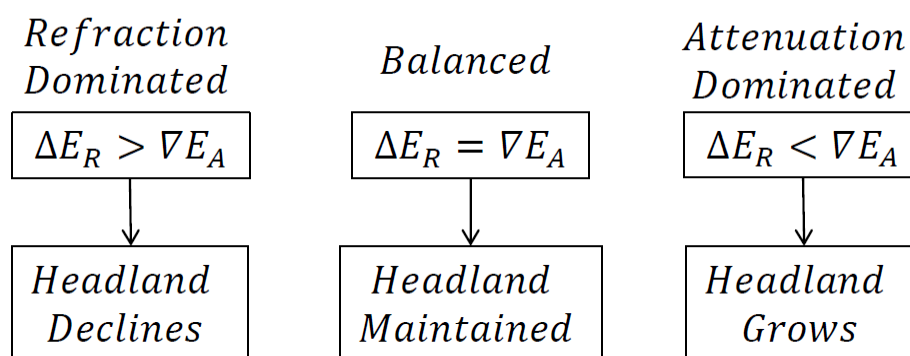 Refraction
Dominated
ΔE_R > ∇E_A
Headland
Declines
Balanced
ΔE_R = ∇E_A
Headland
Maintained
Attenuation
Dominated
ΔE_R < ∇E_A
Headland
Grows